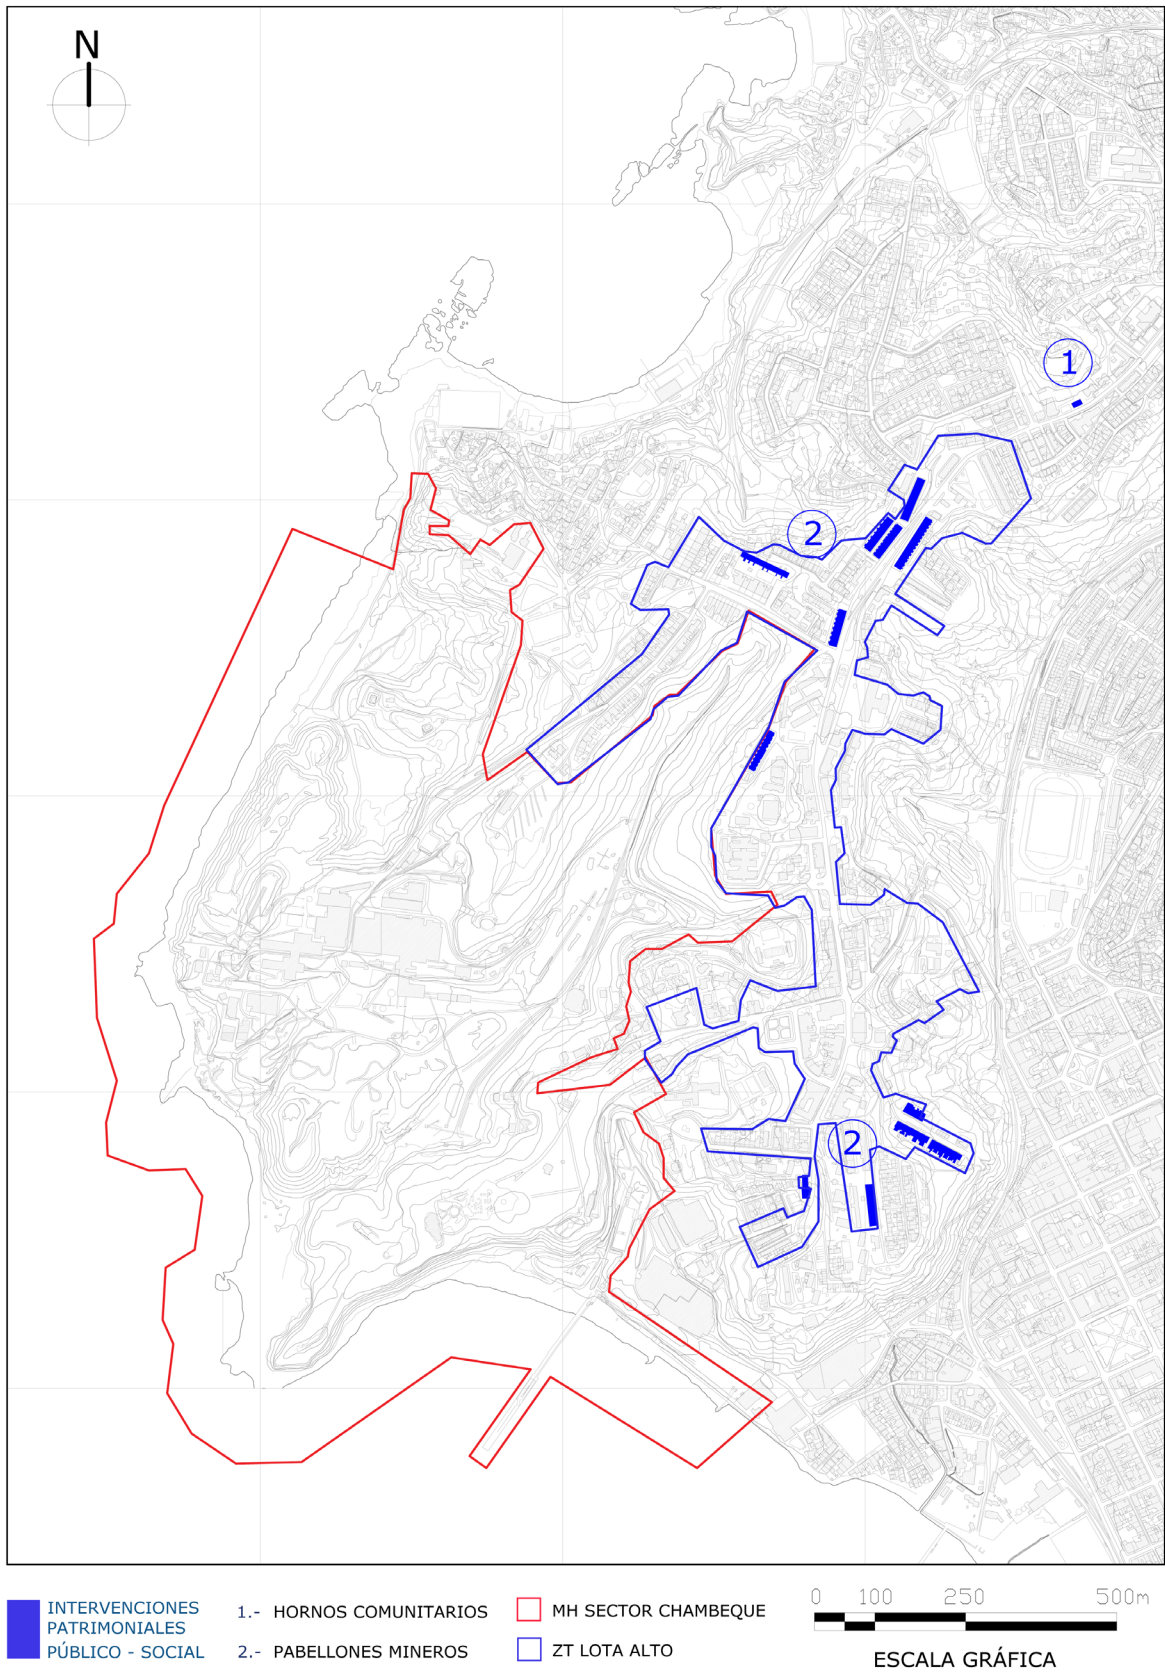 N
1
2
2
INTERVENCIONES
PATRIMONIALES
PÚBLICO - SOCIAL
1.- HORNOS COMUNITARIOS
2.- PABELLONES MINEROS
MH SECTOR CHAMBEQUE
ZT LOTA ALTO
0 100 250 500m
ESCALA GRÁFICA